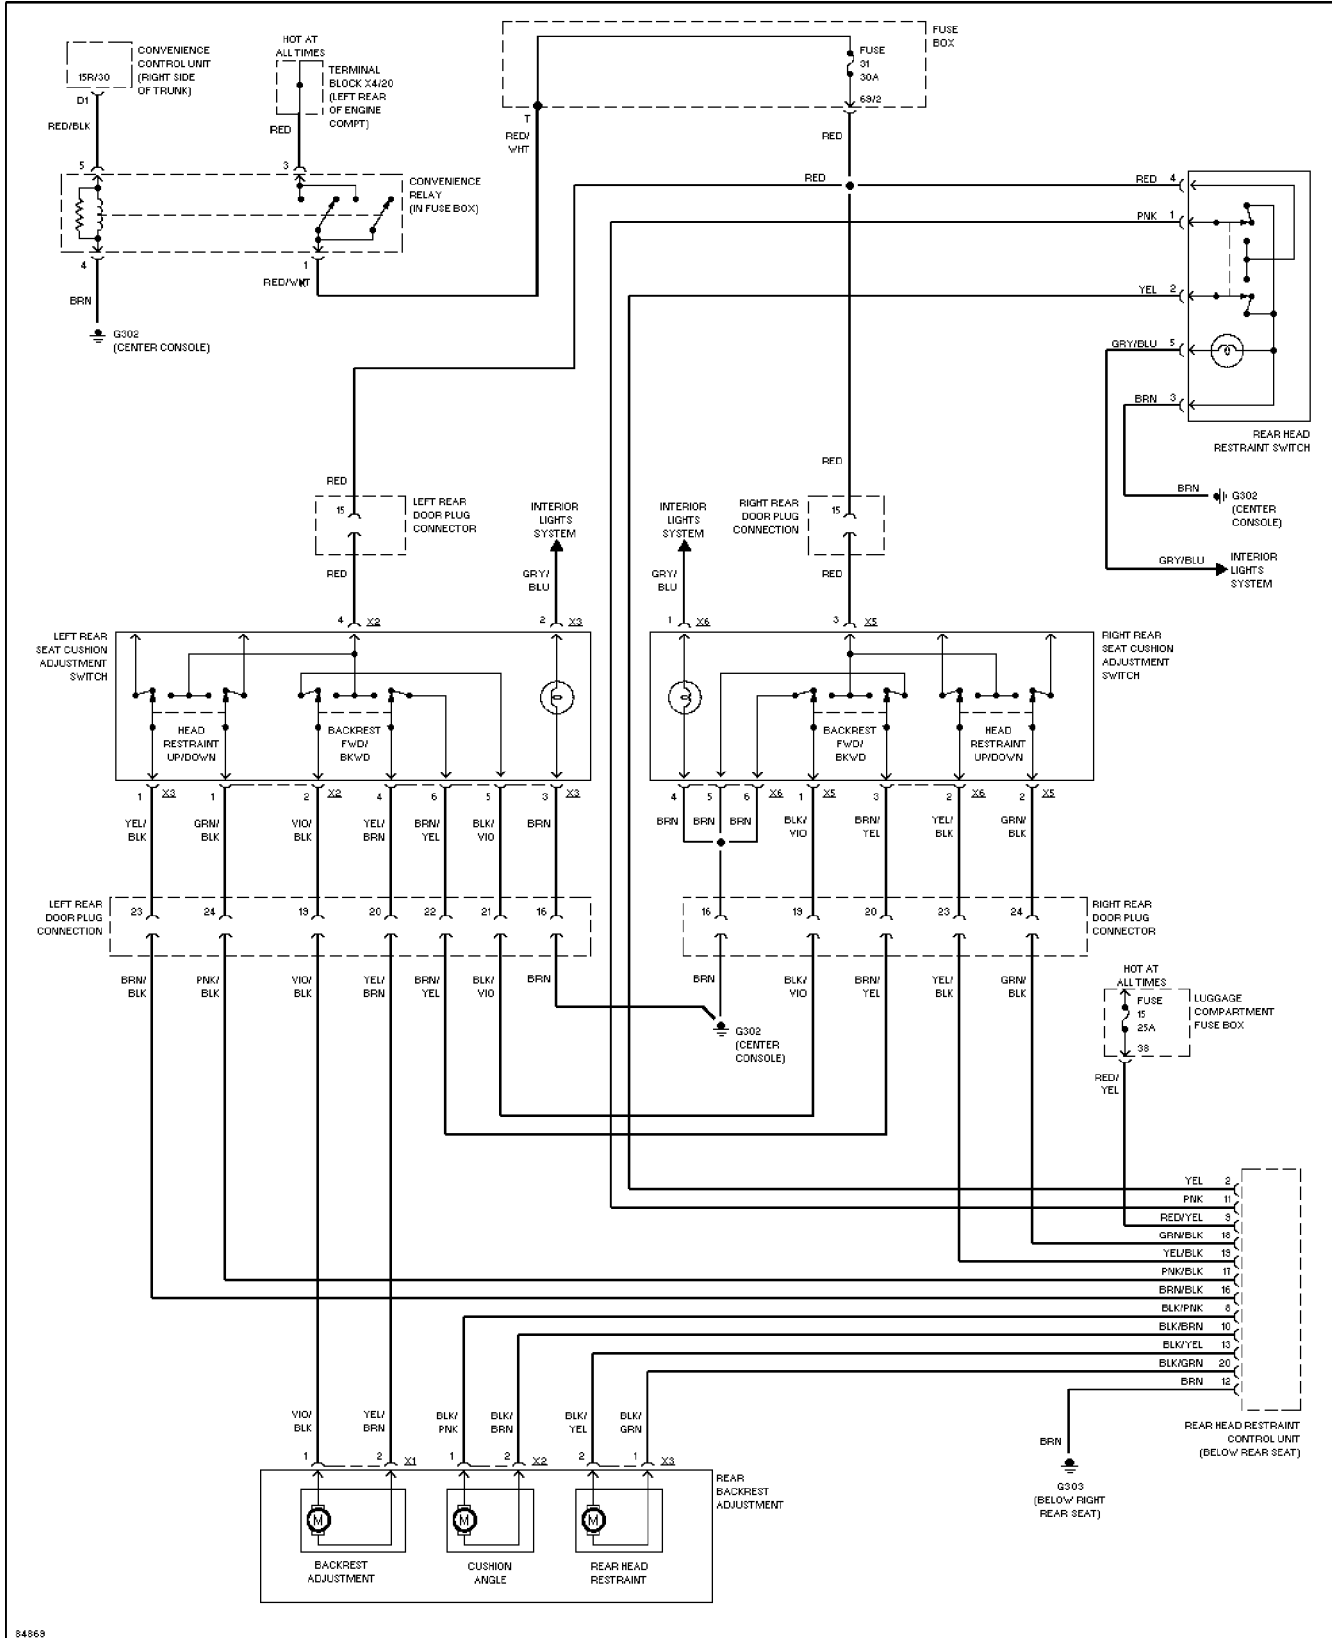 HOT AT
ALL TIMES
CONVENIENCE
CONTROL UNIT
(RIGHT SIDE
OF TRUNK)
15R/30
D1
RED/BLK
TERMINAL
BLOCK X4/20
(LEFT REAR
OF ENGINE
COMPT)
RED
FUSE
BOX
FUSE
31
30A
69/2
T
RED/
WHT
RED
5
3
CONVENIENCE
RELAY
(IN FUSE BOX)
4
1
RED/WHT
BRN
G302
(CENTER CONSOLE)
RED
RED 4
PNK 1
YEL 2
GRY/BLU 5
BRN 3
REAR HEAD
RESTRAINT SWITCH
BRN
G302
(CENTER
CONSOLE)
GRY/BLU
INTERIOR
LIGHTS
SYSTEM
RED
15
LEFT REAR
DOOR PLUG
CONNECTOR
RED
INTERIOR
LIGHTS
SYSTEM
GRY/
BLU
INTERIOR
LIGHTS
SYSTEM
GRY/
BLU
RED
RIGHT REAR
DOOR PLUG
CONNECTION
15
RED
4 X2
2 X3
1 X6
3 X5
LEFT REAR
SEAT CUSHION
ADJUSTMENT
SWITCH
HEAD
RESTRAINT
UP/DOWN
BACKREST
FWD/
BKWD
RIGHT REAR
SEAT CUSHION
ADJUSTMENT
SWITCH
BACKREST
FWD/
BKWD
HEAD
RESTRAINT
UP/DOWN
1 X3 1 2 X2 4 6 5 3 X3
4 5 6 X6 1 X5 3 2 X6 2 X5
YEL/
BLK
GRN/
BLK
VIO/
BLK
YEL/
BRN
BRN/
YEL
BLK/
VIO
BRN
BRN BRN BRN
BLK/
VIO
BRN/
YEL
YEL/
BLK
GRN/
BLK
LEFT REAR
DOOR PLUG
CONNECTION
23 24 19 20 22 21 16
16 19 20 23 24
RIGHT REAR
DOOR PLUG
CONNECTOR
BRN/
BLK
PNK/
BLK
VIO/
BLK
YEL/
BRN
BRN/
YEL
BLK/
VIO
BRN
BRN
BLK/
VIO
BRN/
YEL
YEL/
BLK
GRN/
BLK
G302
(CENTER
CONSOLE)
HOT AT
ALL TIMES
FUSE
15
25A
38
LUGGAGE
COMPARTMENT
FUSE BOX
RED/
YEL
YEL 2
PNK 11
RED/YEL 9
GRN/BLK 18
YEL/BLK 19
PNK/BLK 17
BRN/BLK 16
BLK/PNK 8
BLK/BRN 10
BLK/YEL 13
BLK/GRN 20
BRN 12
REAR HEAD RESTRAINT
CONTROL UNIT
(BELOW REAR SEAT)
BRN
G303
(BELOW RIGHT
REAR SEAT)
VIO/
BLK
YEL/
BRN
BLK/
PNK
BLK/
BRN
BLK/
YEL
BLK/
GRN
1 2 X1 1 2 X2 2 1 X3
REAR
BACKREST
ADJUSTMENT
M
M
M
BACKREST
ADJUSTMENT
CUSHION
ANGLE
REAR HEAD
RESTRAINT
84869